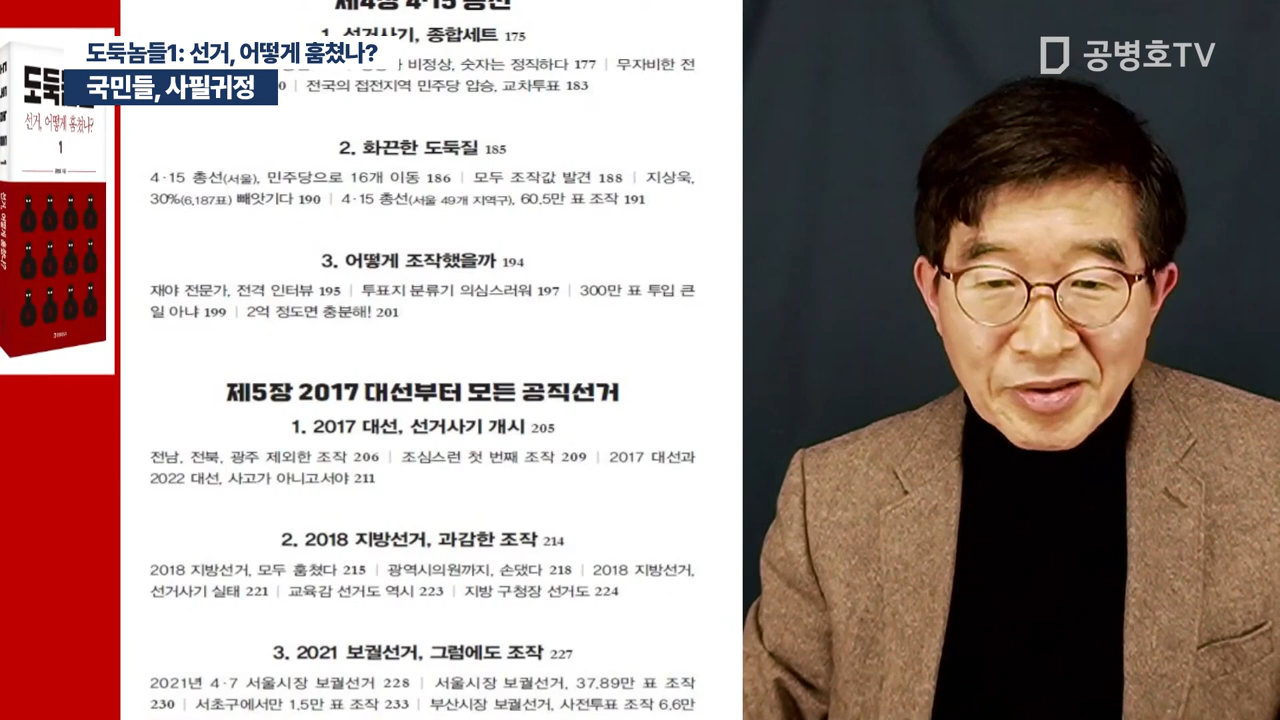 제4장 4·15 총선
1. 선거사기, 종합세트 175
비정상, 숫자는 정직하다 177 | 무자비한 전
전국의 접전지역 민주당 압승, 교차투표 183
도둑놈들1: 선거, 어떻게 훔쳤나?
국민들, 사필귀정
공병호TV
선거, 어떻게 훔쳤나?
1
2. 화끈한 도둑질 185
4·15 총선(서울), 민주당으로 16개 이동 186 | 모두 조작값 발견 188 | 지상욱,
30%(6,187표) 빼앗기다 190 | 4·15 총선(서울 49개 지역구), 60.5만 표 조작 191
3. 어떻게 조작했을까 194
재야 전문가, 전격 인터뷰 195 | 투표지 분류기 의심스러워 197 | 300만 표 투입 큰
일 아냐 199 | 2억 정도면 충분해! 201
제5장 2017 대선부터 모든 공직선거
1. 2017 대선, 선거사기 개시 205
전남, 전북, 광주 제외한 조작 206 | 조심스런 첫 번째 조작 209 | 2017 대선과
2022 대선, 사고가 아니고서야 211
2. 2018 지방선거, 과감한 조작 214
2018 지방선거, 모두 훔쳤다 215 | 광역시의원까지, 손댔다 218 | 2018 지방선거,
선거사기 실태 221 | 교육감 선거도 역시 223 | 지방 구청장 선거도 224
3. 2021 보궐선거, 그럼에도 조작 227
2021년 4·7 서울시장 보궐선거 228 | 서울시장 보궐선거, 37.89만 표 조작
230 | 서초구에서만 1.5만 표 조작 233 | 부산시장 보궐선거, 사전투표 조작 6.6만